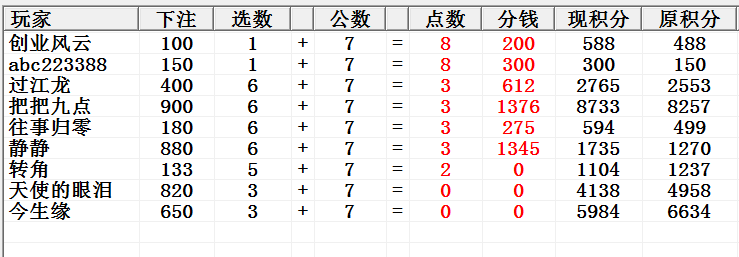 玩家 下注 选数 公数 点数 分钱 现积分 原积分
创业风云 100 1 + 7 = 8 200 588 488
abc223388 150 1 + 7 = 8 300 300 150
过江龙 400 6 + 7 = 3 612 2765 2553
把把九点 900 6 + 7 = 3 1376 8733 8257
往事归零 180 6 + 7 = 3 275 594 499
静静 880 6 + 7 = 3 1345 1735 1270
转角 133 5 + 7 = 2 0 1104 1237
天使的眼泪 820 3 + 7 = 0 0 4138 4958
今生缘 650 3 + 7 = 0 0 5984 6634